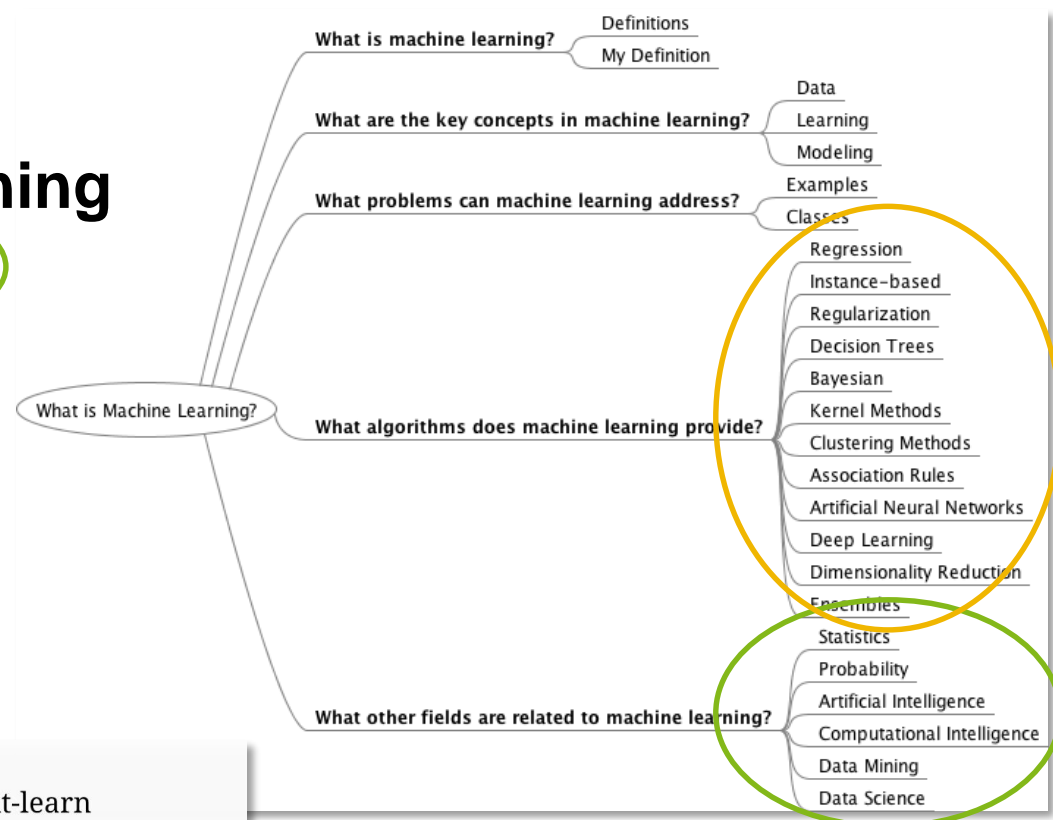 ning
What is Machine Learning?
What is machine learning?
Definitions
My Definition
What are the key concepts in machine learning?
Data
Learning
Modeling
What problems can machine learning address?
Examples
Classes
What algorithms does machine learning provide?
Regression
Instance-based
Regularization
Decision Trees
Bayesian
Kernel Methods
Clustering Methods
Association Rules
Artificial Neural Networks
Deep Learning
Dimensionality Reduction
Ensembles
What other fields are related to machine learning?
Statistics
Probability
Artificial Intelligence
Computational Intelligence
Data Mining
Data Science
t-learn